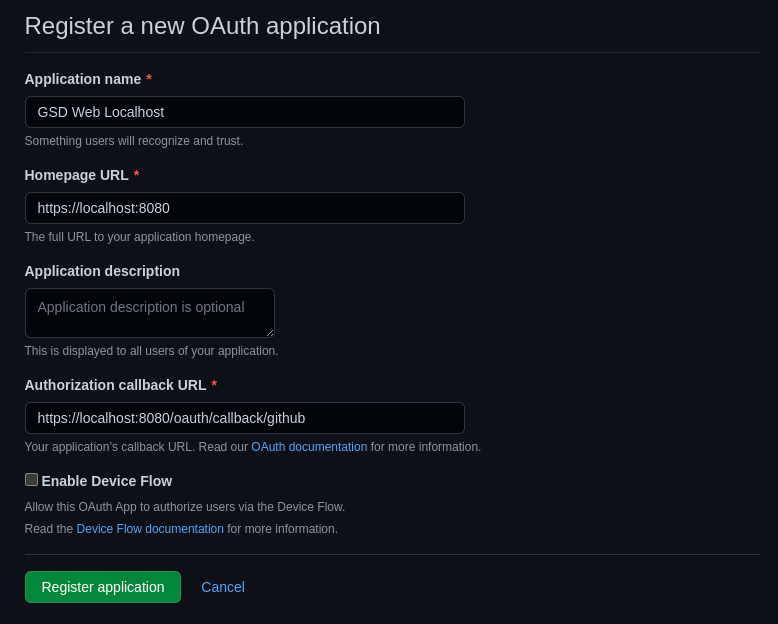 Register a new OAuth application
Application name *
GSD Web Localhost
Something users will recognize and trust.
Homepage URL *
https://localhost:8080
The full URL to your application homepage.
Application description
Application description is optional
This is displayed to all users of your application.
Authorization callback URL *
https://localhost:8080/oauth/callback/github
Your application’s callback URL. Read our OAuth documentation for more information.
Enable Device Flow
Allow this OAuth App to authorize users via the Device Flow.
Read the Device Flow documentation for more information.
Register application Cancel